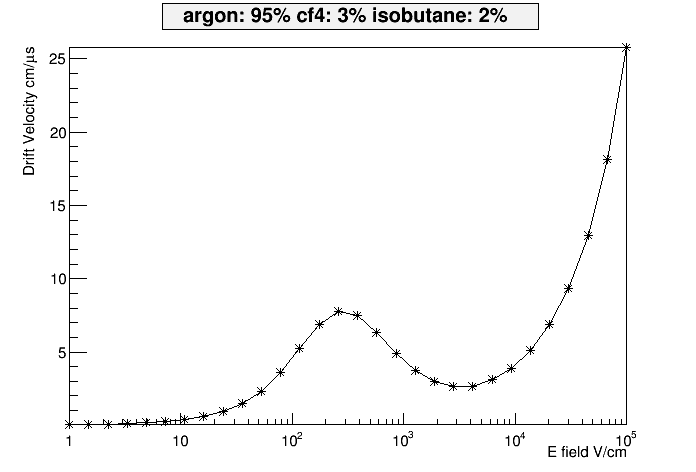 argon: 95% cf4: 3% isobutane: 2%
Drift Velocity cm/μs
25
20
15
10
5
1 10 10² 10³ 10⁴ 10⁵
E field V/cm